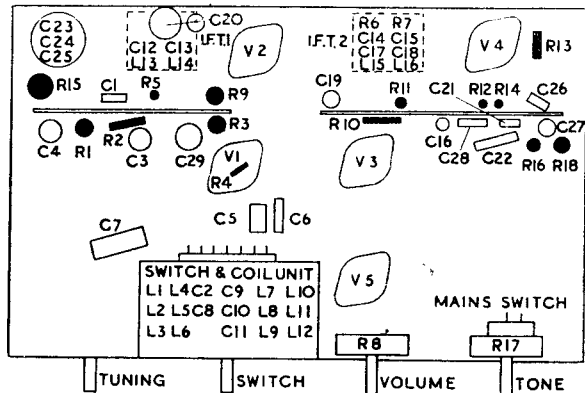 C23
C24
C25
C12 C13
L13 L14
I.F.T.1
C20
V2
I.F.T.2
R6 R7
C14 C15
C17 C18
L15 L16
V4
R13
R15
C1
R5
R9
C19
R11
C21
R12 R14
C26
C4
R1
R2
C3
C29
R3
V1
R4
R10
V3
C16
C28
C22
C27
R16
R18
C7
C5
C6
SWITCH & COIL UNIT
L1 L4 C2 C9 L7 L10
L2 L5 C8 C10 L8 L11
L3 L6 C11 L9 L12
V5
MAINS SWITCH
R8
R17
TUNING
SWITCH
VOLUME
TONE